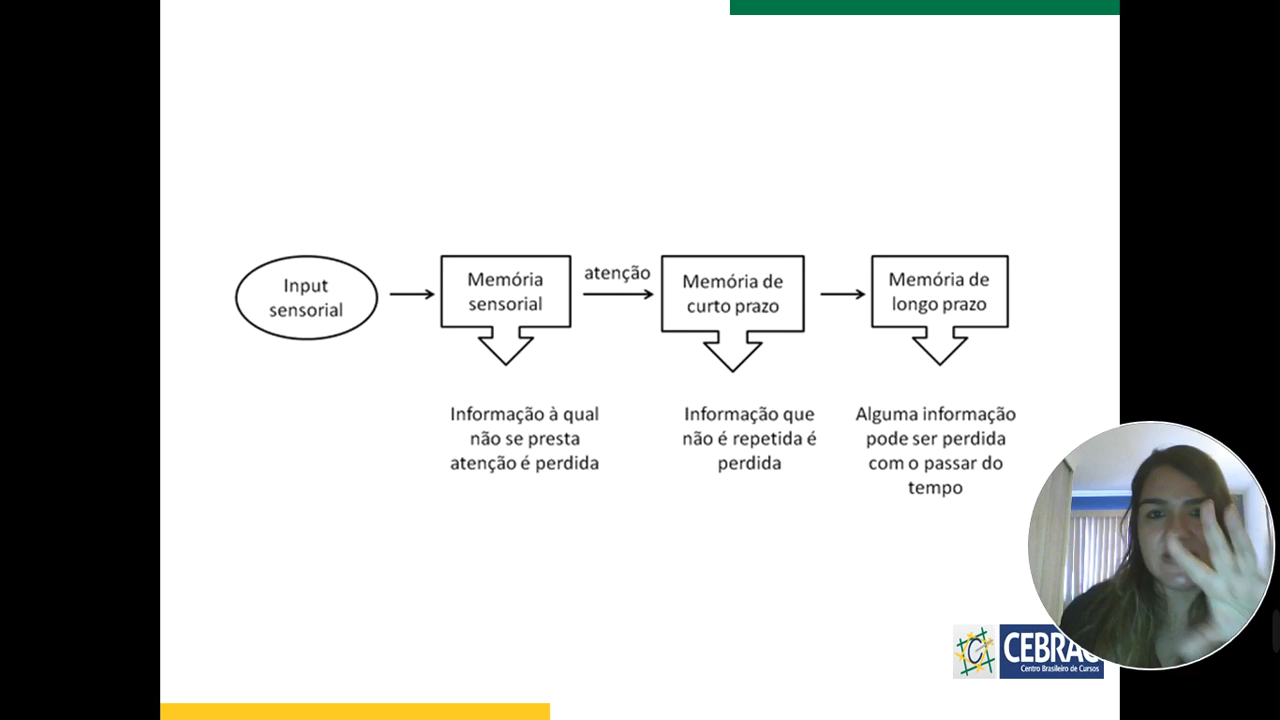 Input
sensorial
Memória
sensorial
atenção
Memória de
curto prazo
Memória de
longo prazo
Informação à qual
não se presta
atenção é perdida
Informação que
não é repetida é
perdida
Alguma informação
pode ser perdida
com o passar do
tempo
C
CEBRAC
Centro Brasileiro de Cursos